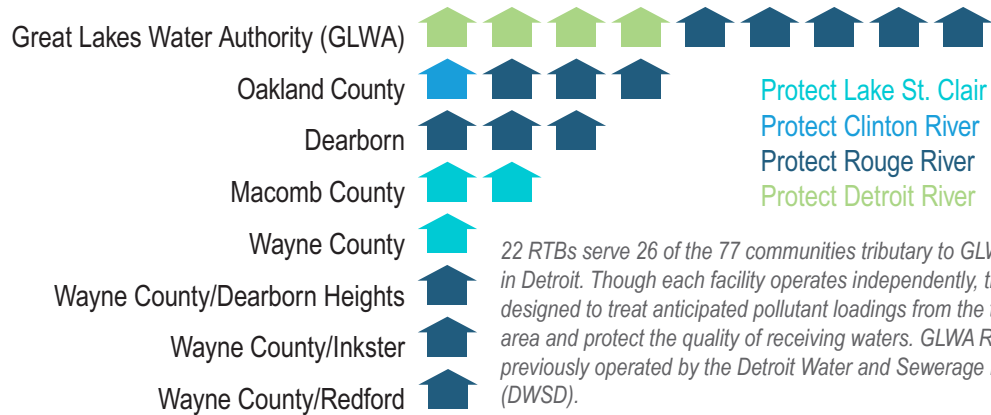 Great Lakes Water Authority (GLWA)
Oakland County
Dearborn
Macomb County
Wayne County
Wayne County/Dearborn Heights
Wayne County/Inkster
Wayne County/Redford
Protect Lake St. Clair
Protect Clinton River
Protect Rouge River
Protect Detroit River
22 RTBs serve 26 of the 77 communities tributary to
in Detroit. Though each facility operates independently,
designed to treat anticipated pollutant loadings from the
area and protect the quality of receiving waters. GLWA
previously operated by the Detroit Water and Sewerage
(DWSD).